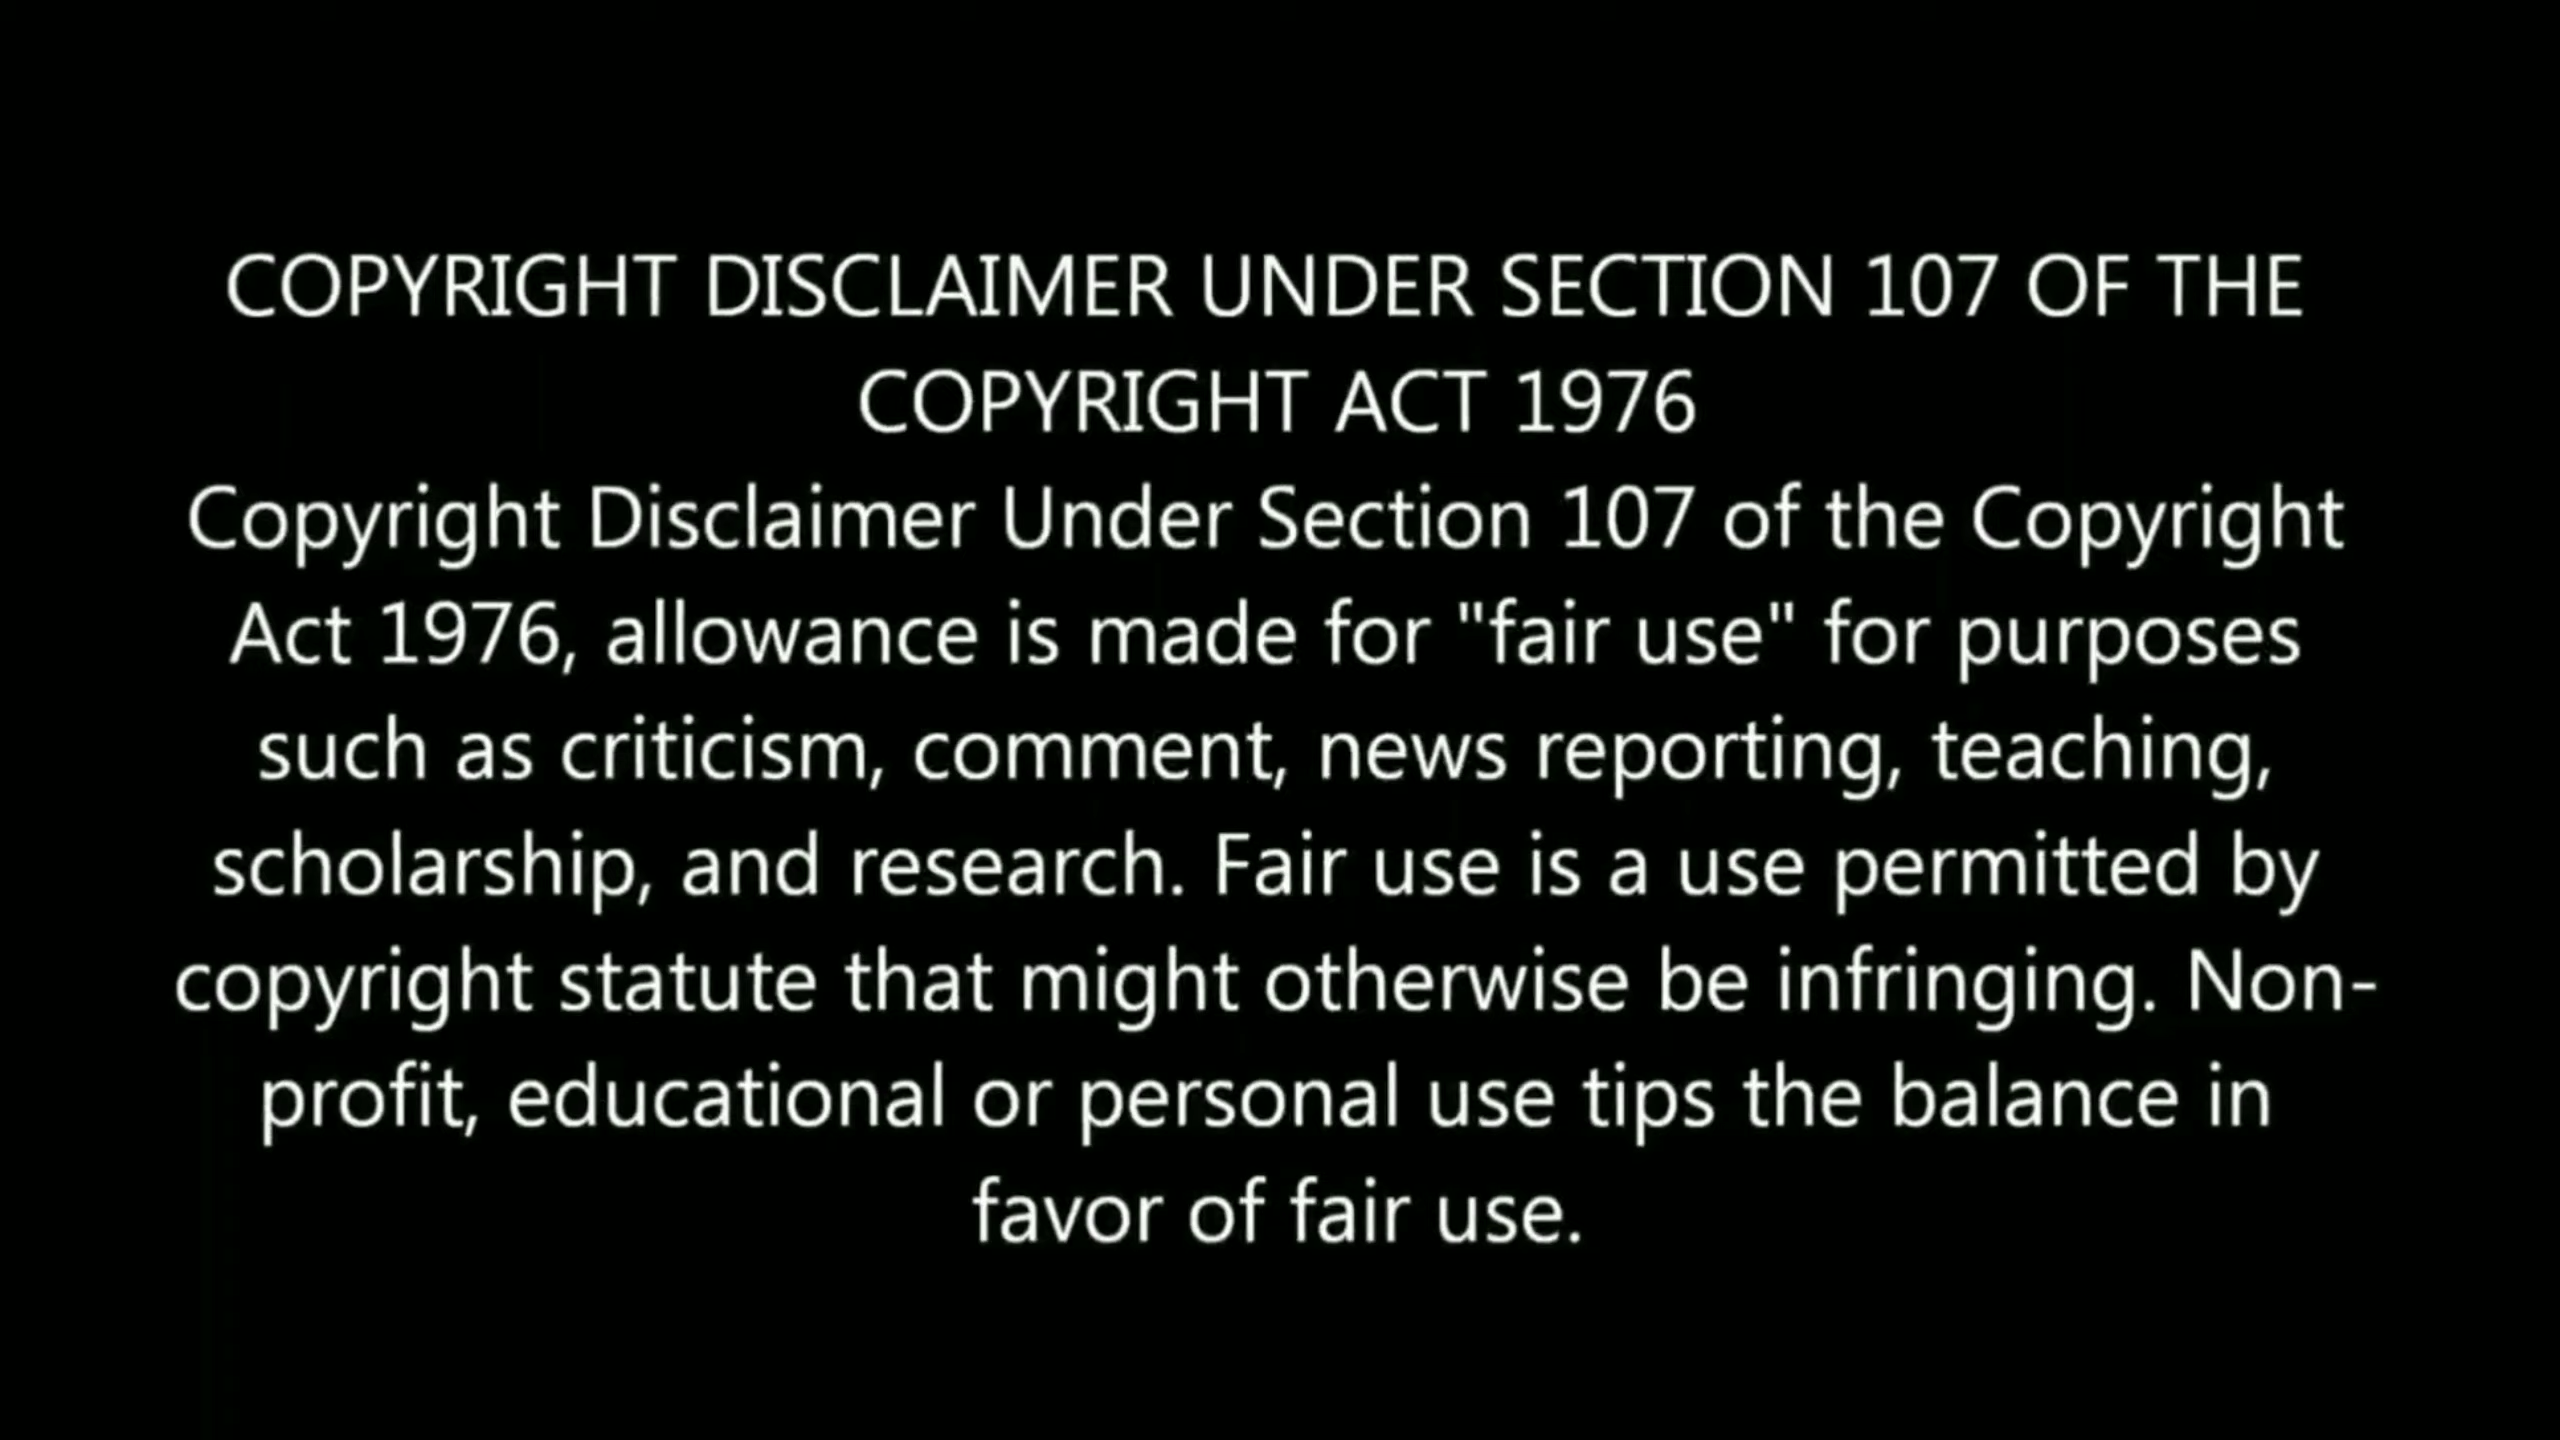 COPYRIGHT DISCLAIMER UNDER SECTION 107 OF THE
COPYRIGHT ACT 1976
Copyright Disclaimer Under Section 107 of the Copyright
Act 1976, allowance is made for "fair use" for purposes
such as criticism, comment, news reporting, teaching,
scholarship, and research. Fair use is a use permitted by
copyright statute that might otherwise be infringing. Non-
profit, educational or personal use tips the balance in
favor of fair use.